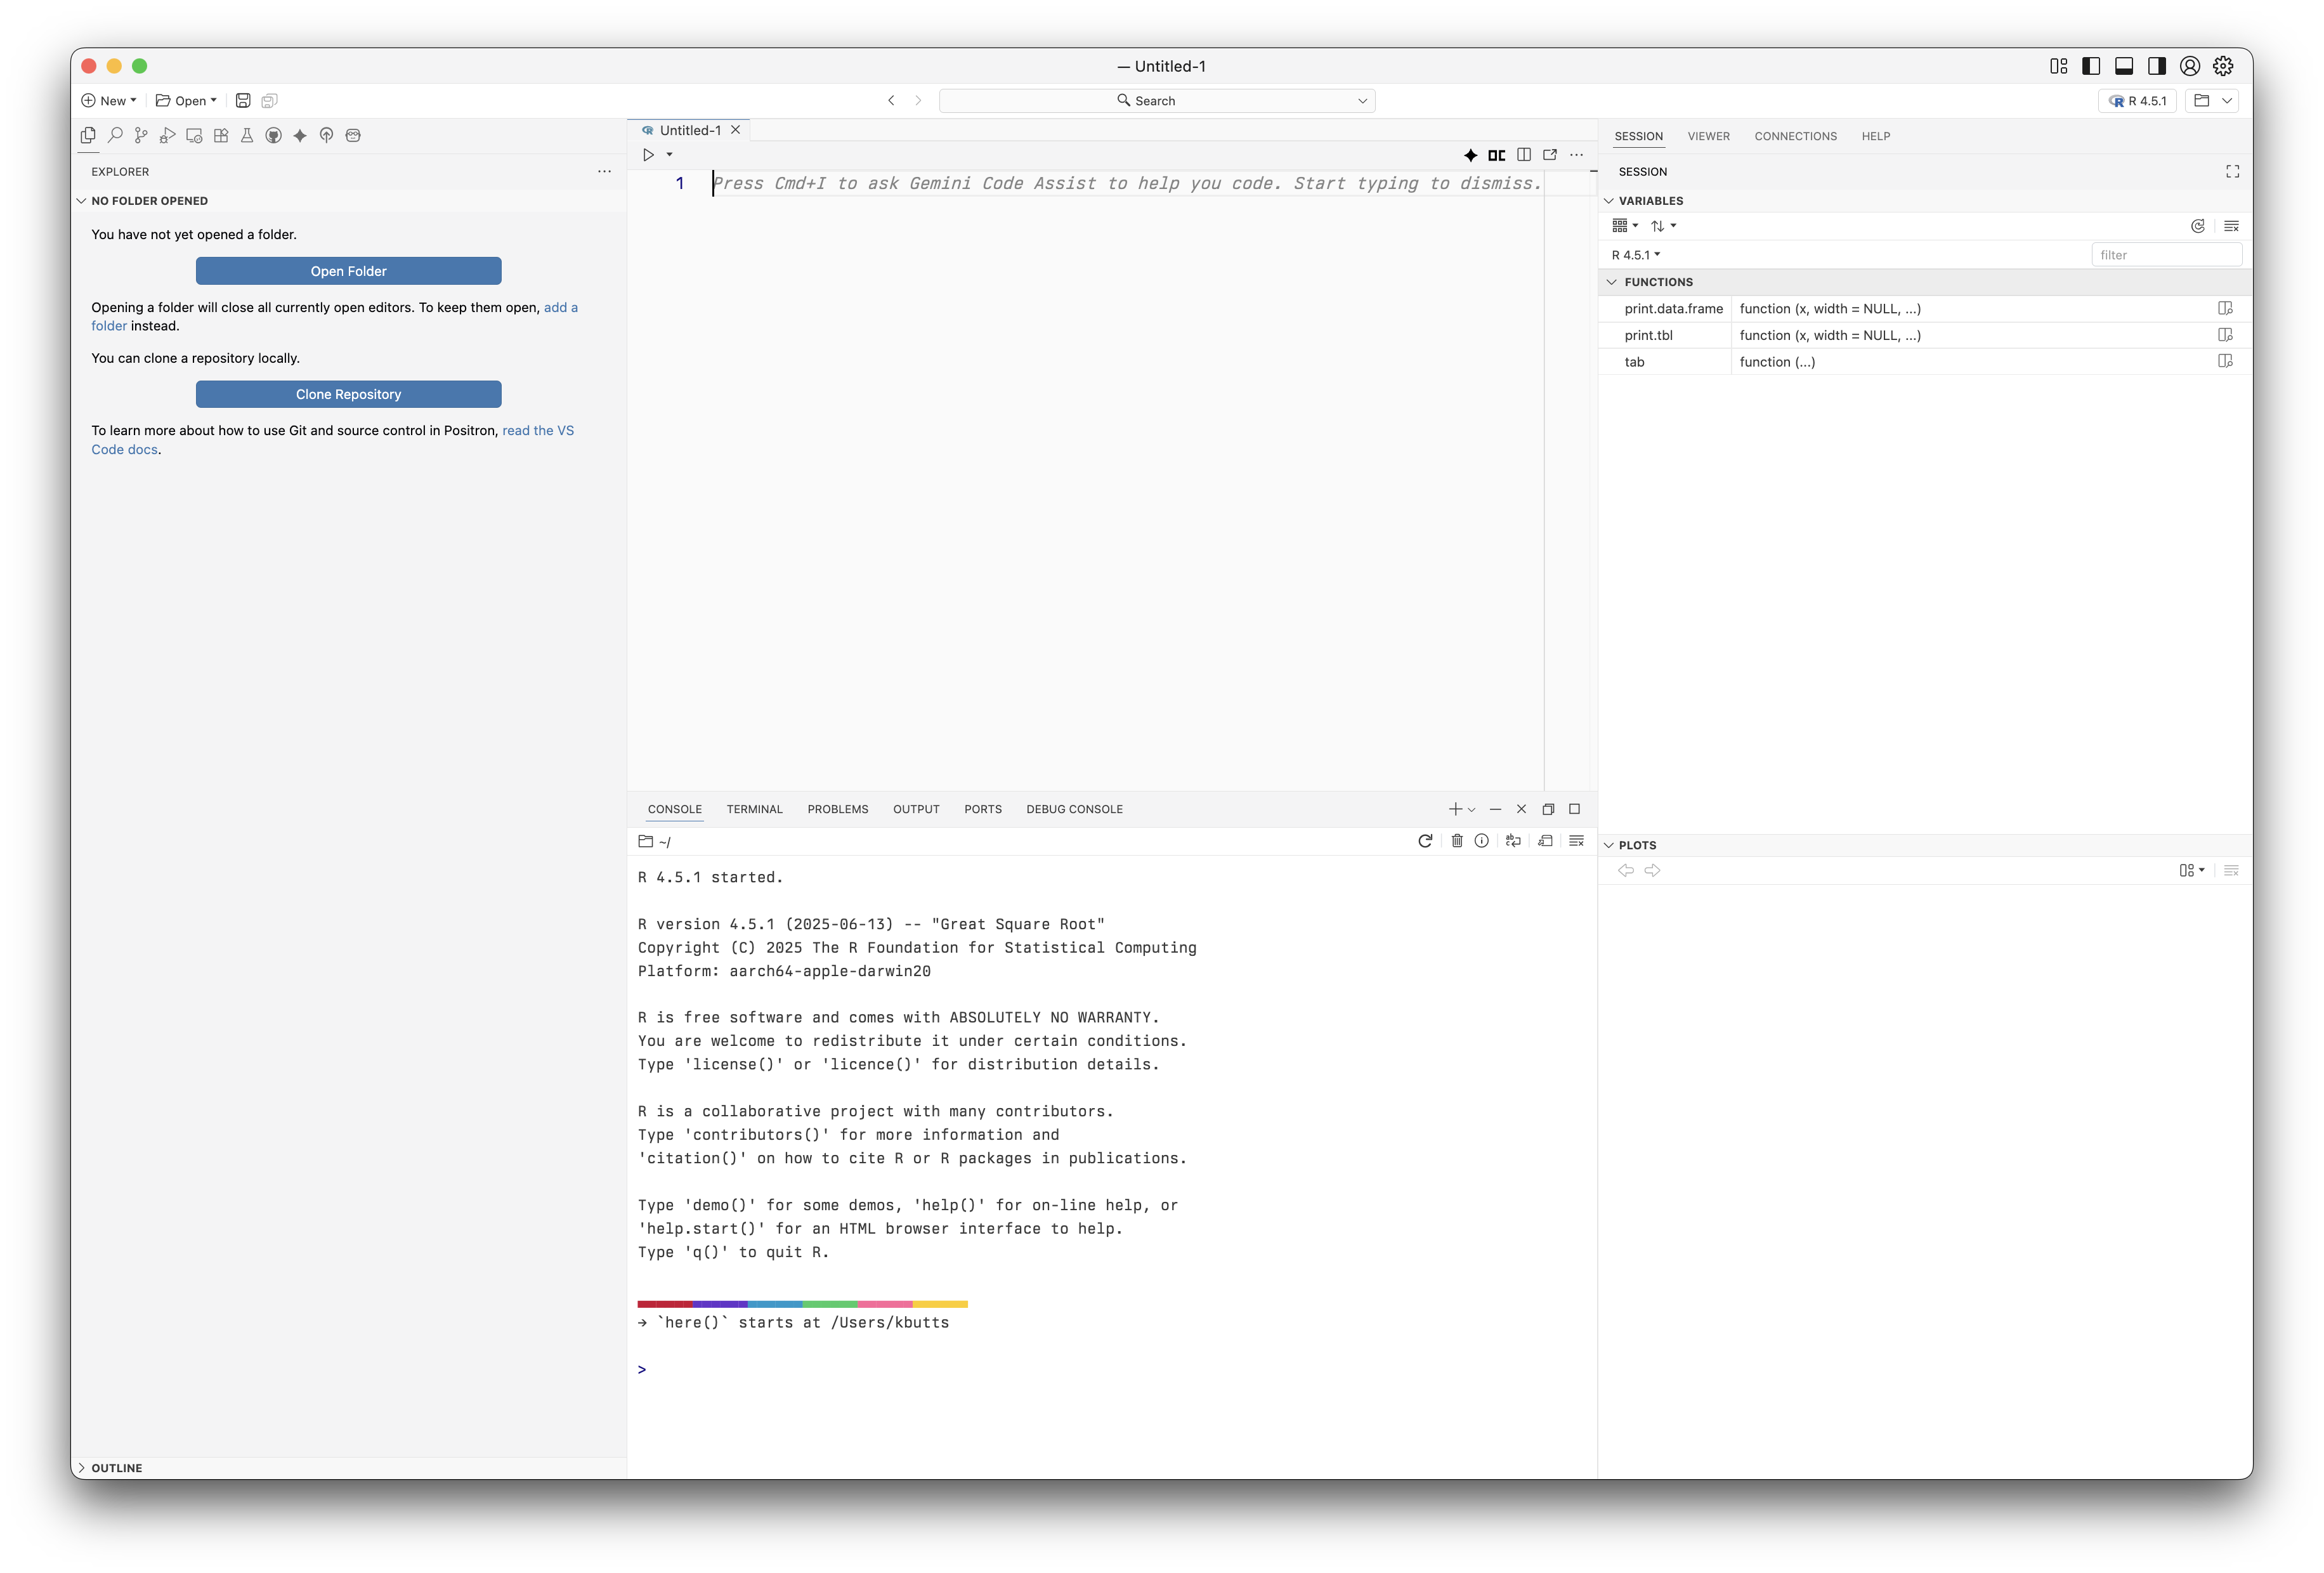 — Untitled-1
New
Open
Search
R 4.5.1
EXPLORER
NO FOLDER OPENED
You have not yet opened a folder.
Open Folder
Opening a folder will close all currently open editors. To keep them open, add a
folder instead.
You can clone a repository locally.
Clone Repository
To learn more about how to use Git and source control in Positron, read the VS
Code docs.
OUTLINE
Untitled-1
1 Press Cmd+I to ask Gemini Code Assist to help you code. Start typing to dismiss.
CONSOLE TERMINAL PROBLEMS OUTPUT PORTS DEBUG CONSOLE
~/
R 4.5.1 started.
R version 4.5.1 (2025-06-13) -- "Great Square Root"
Copyright (C) 2025 The R Foundation for Statistical Computing
Platform: aarch64-apple-darwin20
R is free software and comes with ABSOLUTELY NO WARRANTY.
You are welcome to redistribute it under certain conditions.
Type 'license()' or 'licence()' for distribution details.
R is a collaborative project with many contributors.
Type 'contributors()' for more information and
'citation()' on how to cite R or R packages in publications.
Type 'demo()' for some demos, 'help()' for on-line help, or
'help.start()' for an HTML browser interface to help.
Type 'q()' to quit R.
→ `here()` starts at /Users/kbutts
>
SESSION VIEWER CONNECTIONS HELP
SESSION
VARIABLES
R 4.5.1
filter
FUNCTIONS
print.data.frame function (x, width = NULL, ...)
print.tbl function (x, width = NULL, ...)
tab function (...)
PLOTS